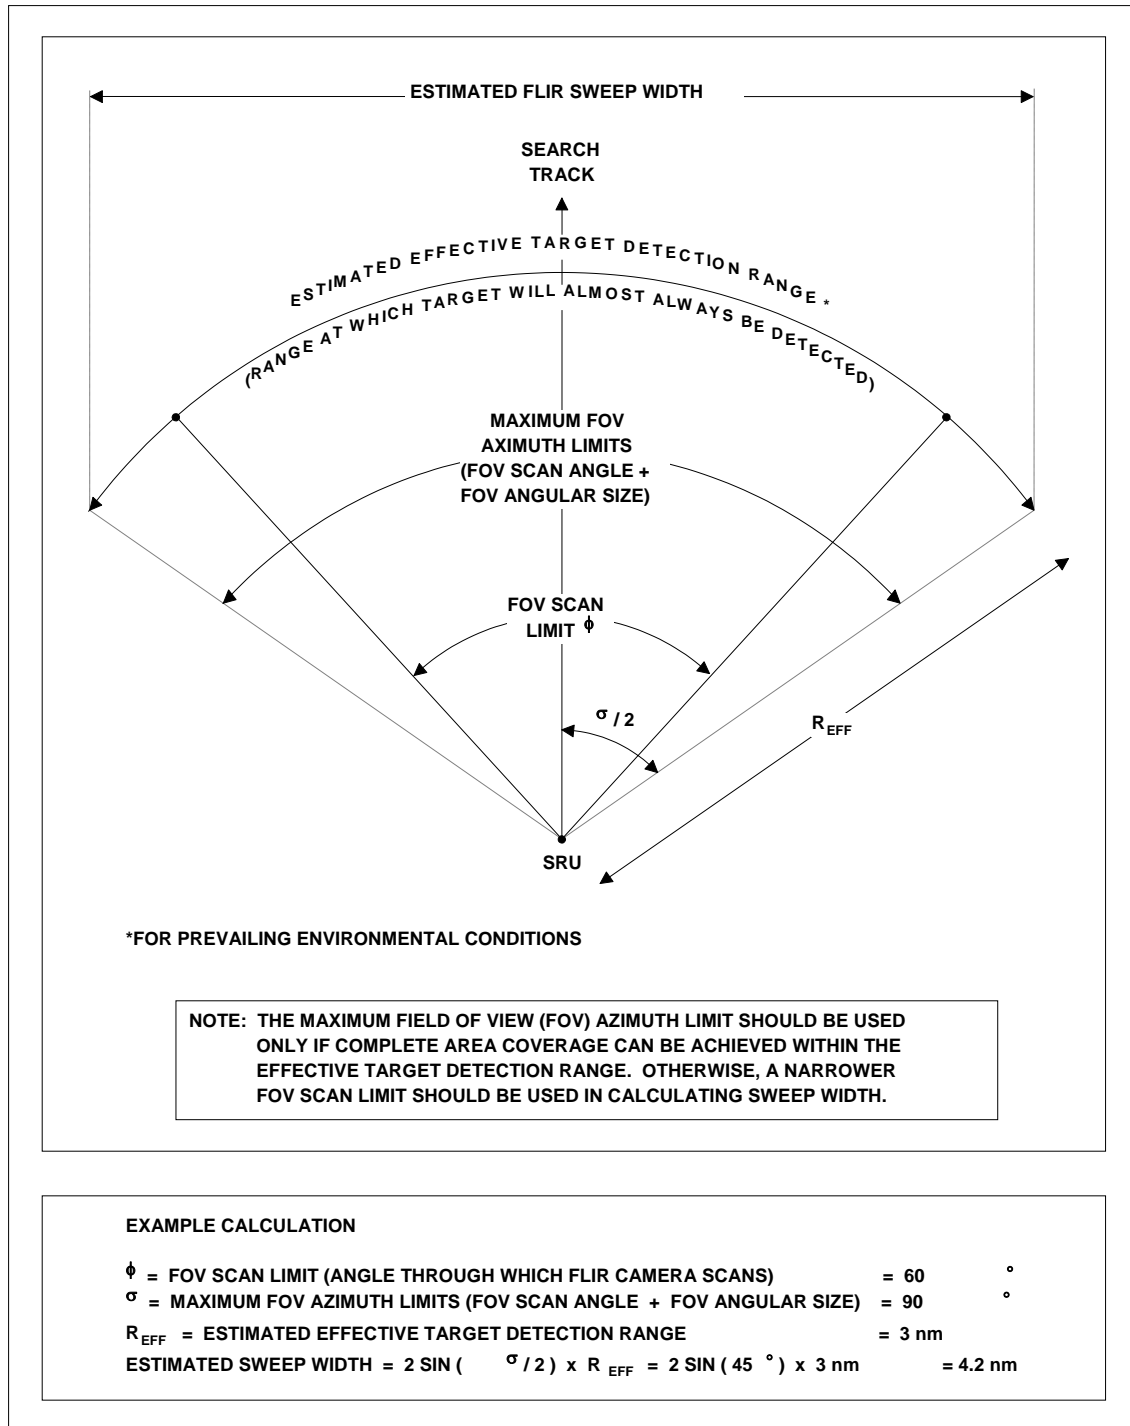 ESTIMATED FLIR SWEEP WIDTH
SEARCH
TRACK
ESTIMATED EFFECTIVE TARGET DETECTION RANGE *
(RANGE AT WHICH TARGET WILL ALMOST ALWAYS BE DETECTED)
MAXIMUM FOV
AXIMUTH LIMITS
(FOV SCAN ANGLE +
FOV ANGULAR SIZE)
FOV SCAN
LIMIT ϕ
σ / 2
R EFF
SRU
*FOR PREVAILING ENVIRONMENTAL CONDITIONS
NOTE: THE MAXIMUM FIELD OF VIEW (FOV) AZIMUTH LIMIT SHOULD BE USED
ONLY IF COMPLETE AREA COVERAGE CAN BE ACHIEVED WITHIN THE
EFFECTIVE TARGET DETECTION RANGE. OTHERWISE, A NARROWER
FOV SCAN LIMIT SHOULD BE USED IN CALCULATING SWEEP WIDTH.
EXAMPLE CALCULATION
ϕ = FOV SCAN LIMIT (ANGLE THROUGH WHICH FLIR CAMERA SCANS) = 60 °
σ = MAXIMUM FOV AZIMUTH LIMITS (FOV SCAN ANGLE + FOV ANGULAR SIZE) = 90 °
R EFF = ESTIMATED EFFECTIVE TARGET DETECTION RANGE = 3 nm
ESTIMATED SWEEP WIDTH = 2 SIN ( σ / 2 ) x R EFF = 2 SIN ( 45 ° ) x 3 nm = 4.2 nm